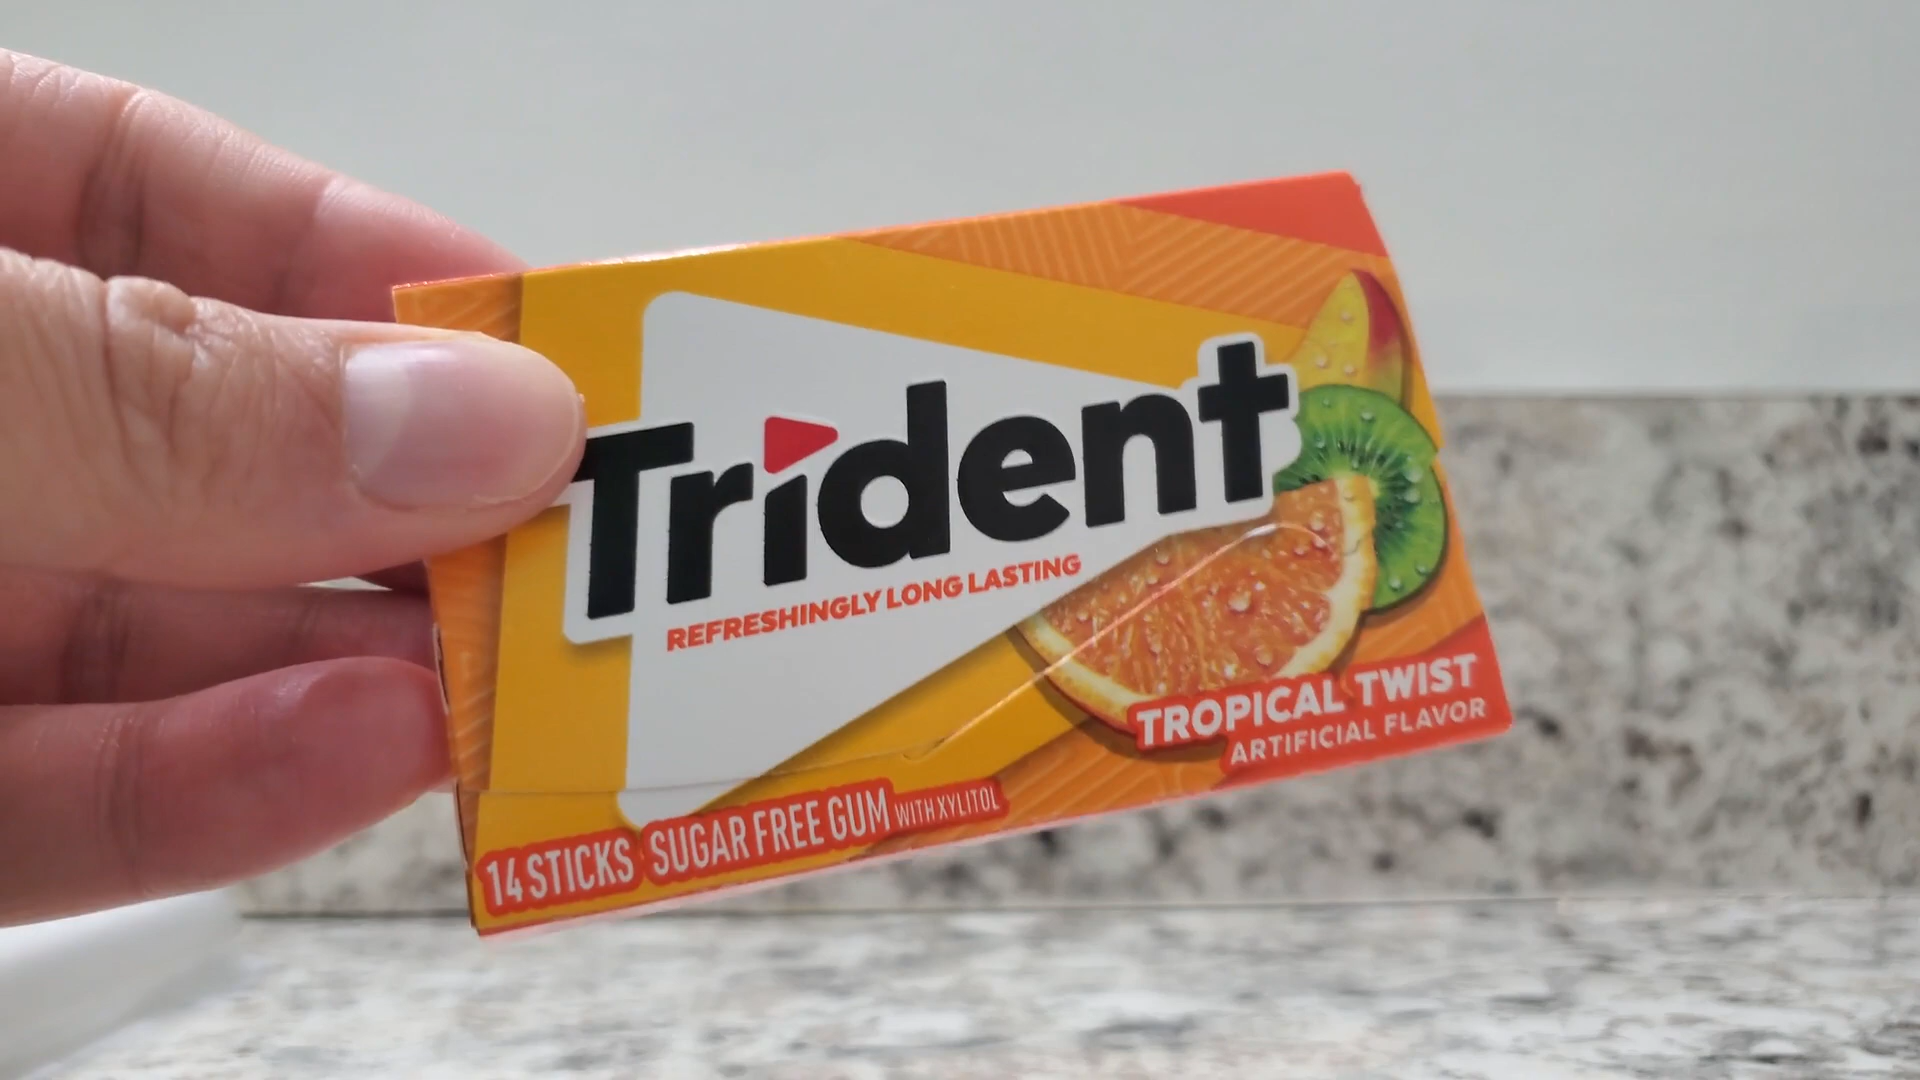 Trident
REFRESHINGLY LONG LASTING
TROPICAL TWIST
ARTIFICIAL FLAVOR
14 STICKS SUGAR FREE GUM WITH XYLITOL